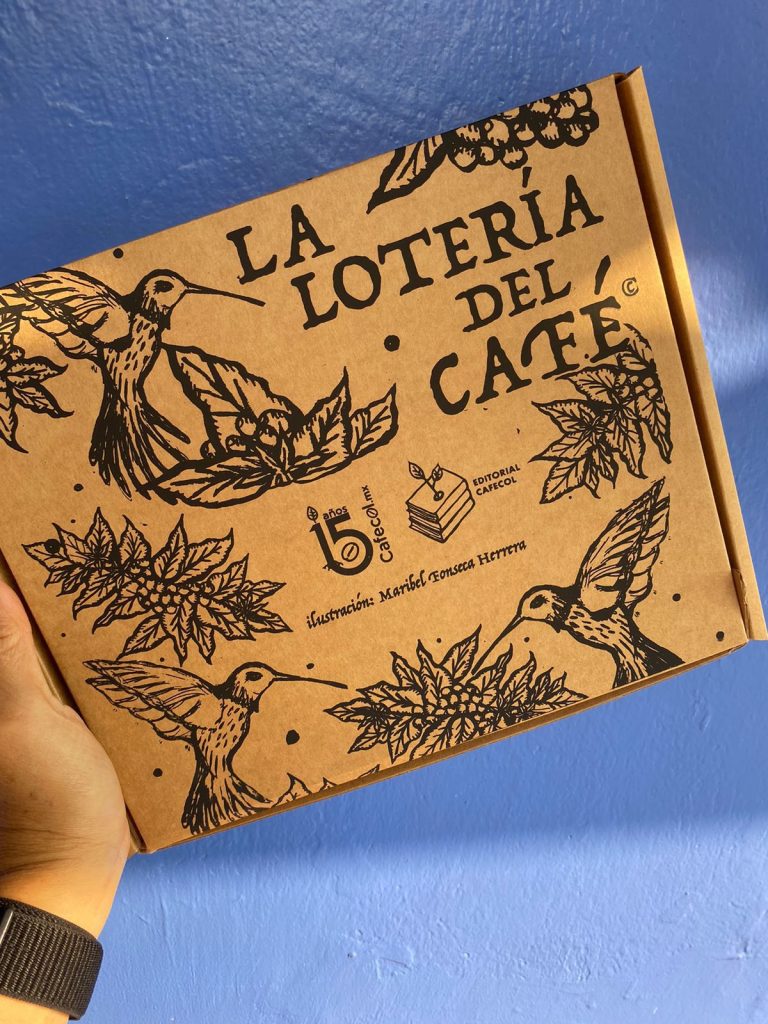 LA
LOTERÍA
DEL
CAFÉ ©
15 años
Cafecol.mx
EDITORIAL
CAFECOL
ilustración: Maribel Fonseca Herrera